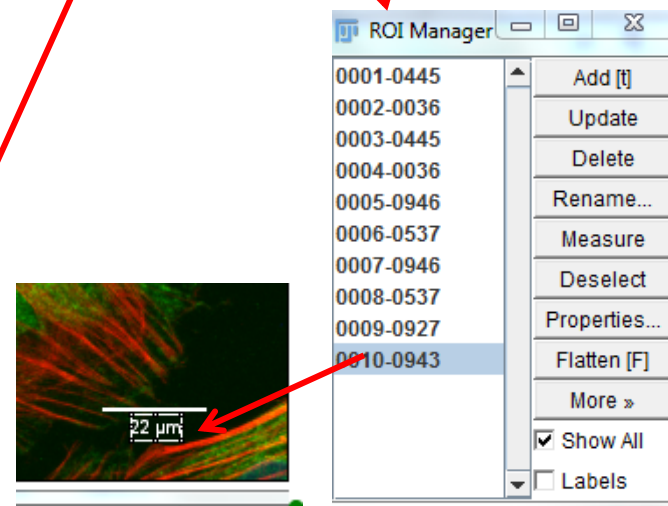 ROI Manager
0001-0445
0002-0036
0003-0445
0004-0036
0005-0946
0006-0537
0007-0946
0008-0537
0009-0927
0010-0943
Add [t]
Update
Delete
Rename...
Measure
Deselect
Properties...
Flatten [F]
More »
Show All
Labels
22 µm